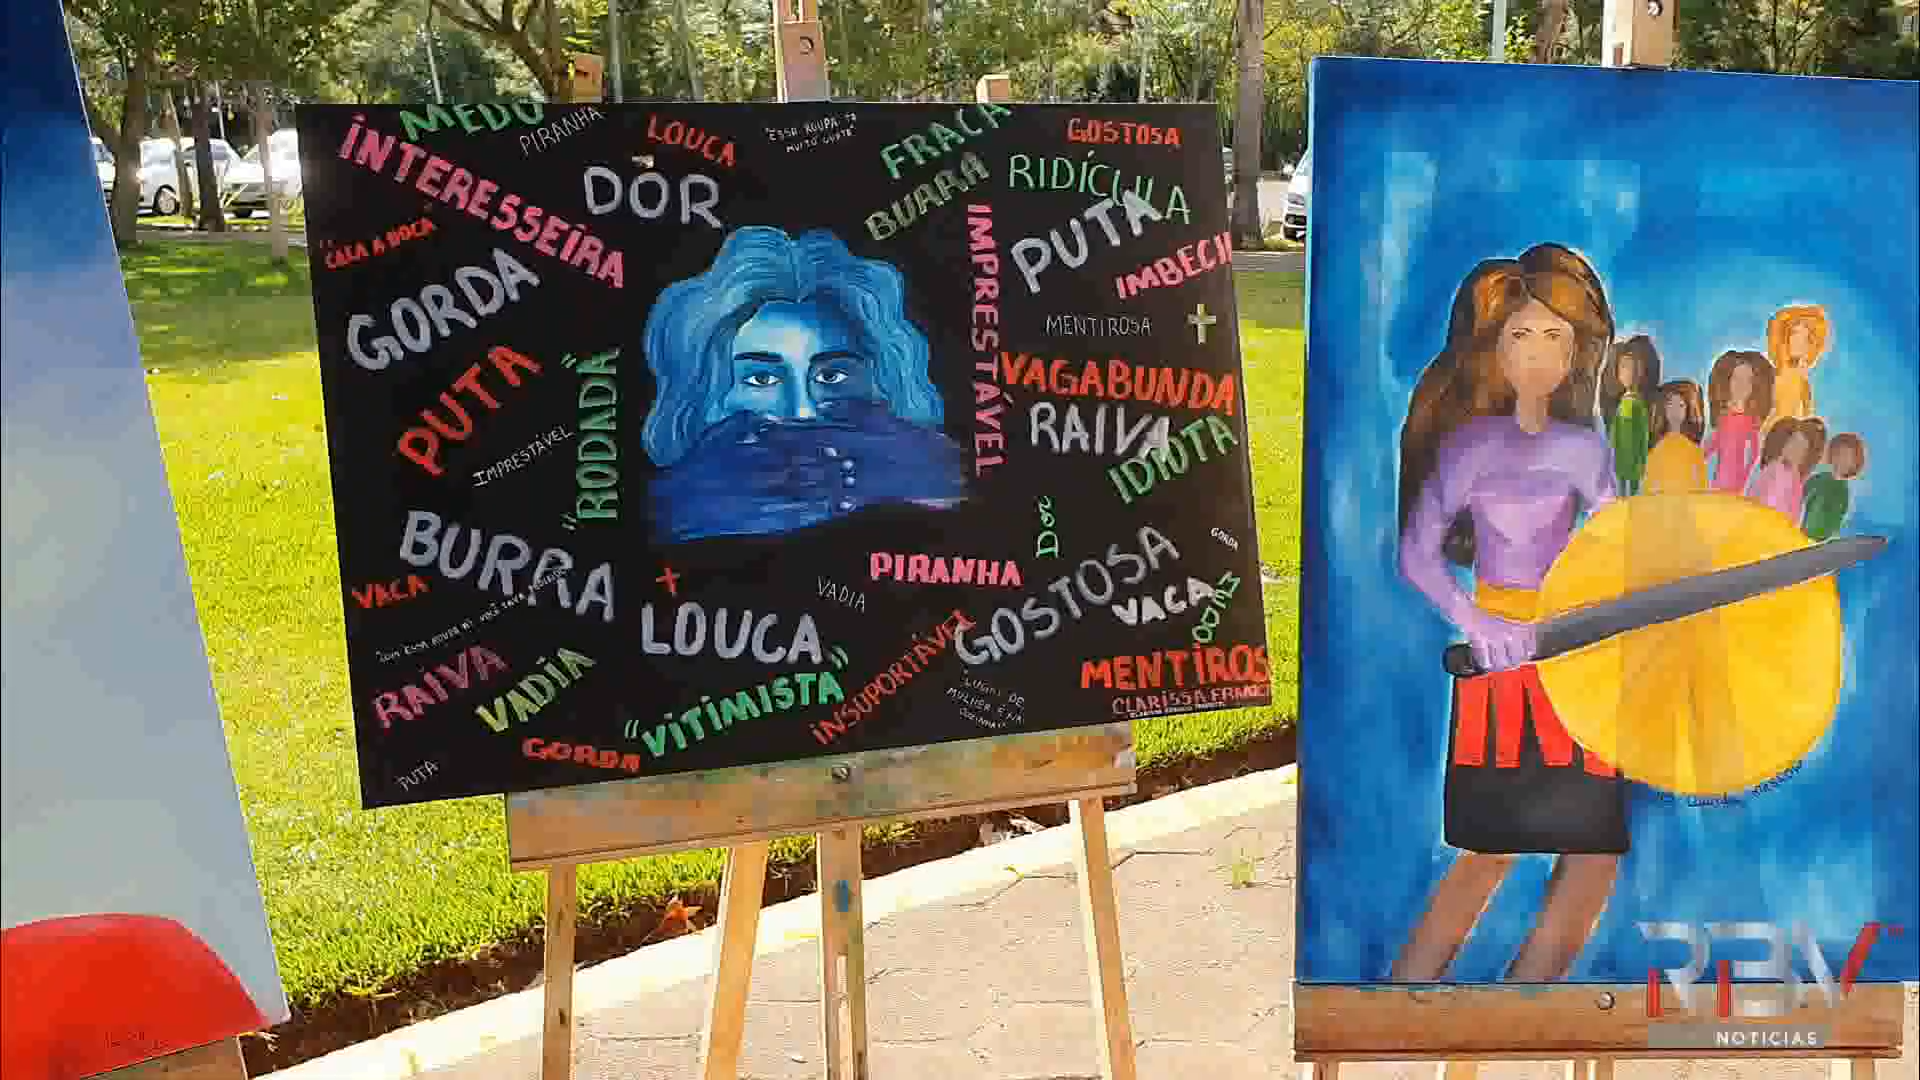 MEDO
PIRANHA
LOUCA
"ESSA ROUPA TÁ
MUITO CURTA"
FRACA
GOSTOSA
INTERESSEIRA
DOR
BURRA
RIDÍCULA
PUTA
"CALA A BOCA
IMBECIL
GORDA
IMPRESTÁVEL
MENTIROSA
PUTA
"RODADA"
VAGABUNDA
RAIVA
IDIOTA
IMPRESTÁVEL
DOR
GORDA
BURRA
VACA
PIRANHA
GOSTOSA
VACA
VADIA
LOUCA
ÓDIO
RAIVA
VADIA
INSUPORTÁVEL
MENTIROS
"VITIMISTA"
"LUGAR DE
MULHER É NA
COZINHA"
CLARISSA FRANC
GORDA
PUTA
RBV
NOTÍCIAS